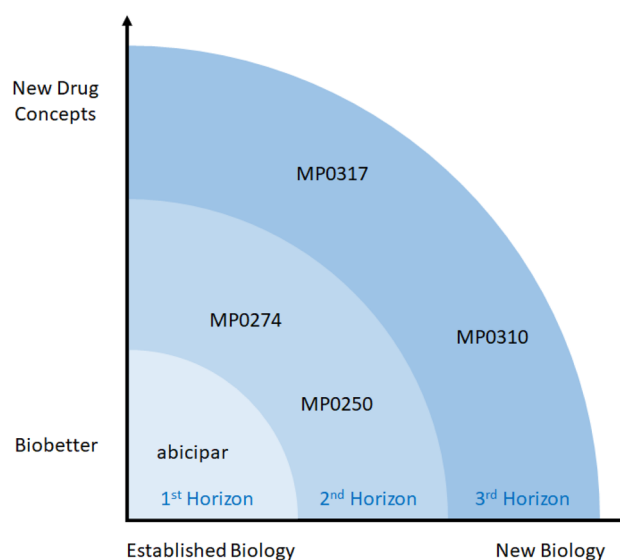 New Drug
Concepts
MP0317
MP0274
MP0310
MP0250
Biobetter
abicipar
1st Horizon
2nd Horizon
3rd Horizon
Established Biology
New Biology